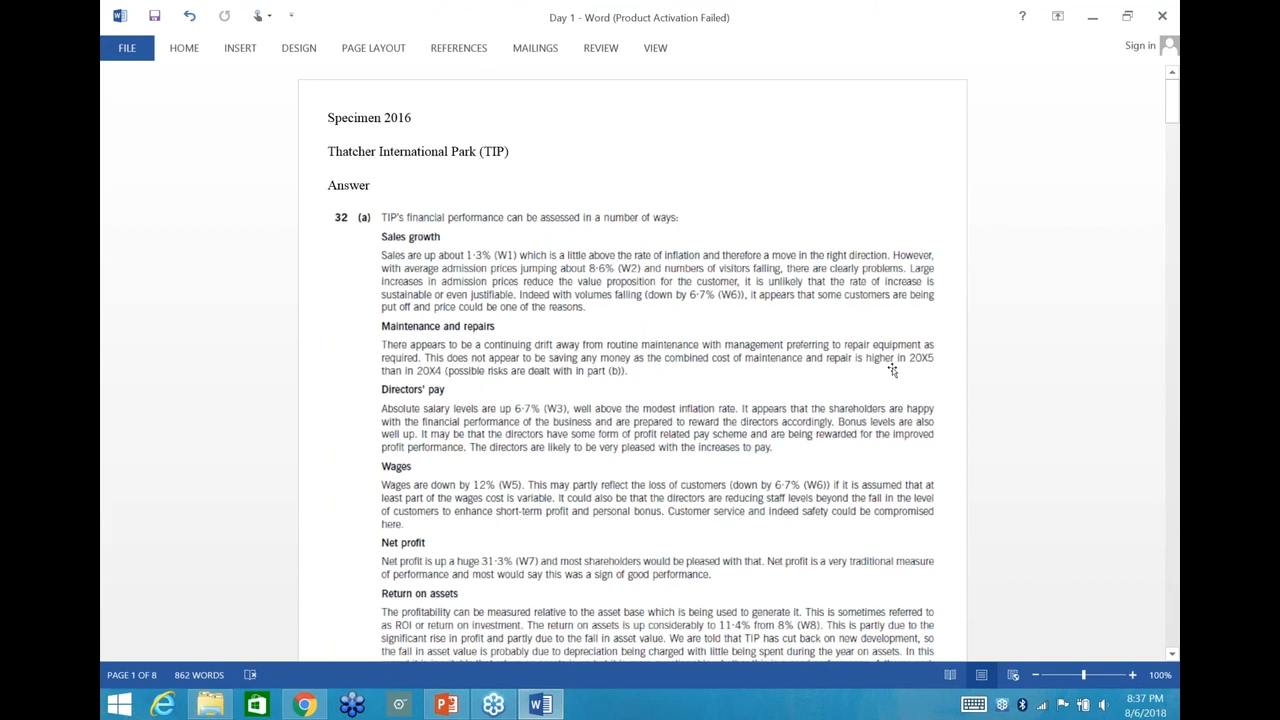 Day 1 - Word (Product Activation Failed)
?
FILE HOME INSERT DESIGN PAGE LAYOUT REFERENCES MAILINGS REVIEW VIEW
Sign in
Specimen 2016
Thatcher International Park (TIP)
Answer
32 (a) TIP's financial performance can be assessed in a number of ways:
Sales growth
Sales are up about 1·3% (W1) which is a little above the rate of inflation and therefore a move in the right direction. However,
with average admission prices jumping about 8·6% (W2) and numbers of visitors falling, there are clearly problems. Large
increases in admission prices reduce the value proposition for the customer, it is unlikely that the rate of increase is
sustainable or even justifiable. Indeed with volumes falling (down by 6·7% (W6)), it appears that some customers are being
put off and price could be one of the reasons.
Maintenance and repairs
There appears to be a continuing drift away from routine maintenance with management preferring to repair equipment as
required. This does not appear to be saving any money as the combined cost of maintenance and repair is higher in 20X5
than in 20X4 (possible risks are dealt with in part (b)).
Directors' pay
Absolute salary levels are up 6·7% (W3), well above the modest inflation rate. It appears that the shareholders are happy
with the financial performance of the business and are prepared to reward the directors accordingly. Bonus levels are also
well up. It may be that the directors have some form of profit related pay scheme and are being rewarded for the improved
profit performance. The directors are likely to be very pleased with the increases to pay.
Wages
Wages are down by 12% (W5). This may partly reflect the loss of customers (down by 6·7% (W6)) if it is assumed that at
least part of the wages cost is variable. It could also be that the directors are reducing staff levels beyond the fall in the level
of customers to enhance short-term profit and personal bonus. Customer service and indeed safety could be compromised
here.
Net profit
Net profit is up a huge 31·3% (W7) and most shareholders would be pleased with that. Net profit is a very traditional measure
of performance and most would say this was a sign of good performance.
Return on assets
The profitability can be measured relative to the asset base which is being used to generate it. This is sometimes referred to
as ROI or return on investment. The return on assets is up considerably to 11·4% from 8% (W8). This is partly due to the
significant rise in profit and partly due to the fall in asset value. We are told that TIP has cut back on new development, so
the fall in asset value is probably due to depreciation being charged with little being spent during the year on assets. In this
PAGE 1 OF 8 862 WORDS
100%
8:37 PM
8/6/2018